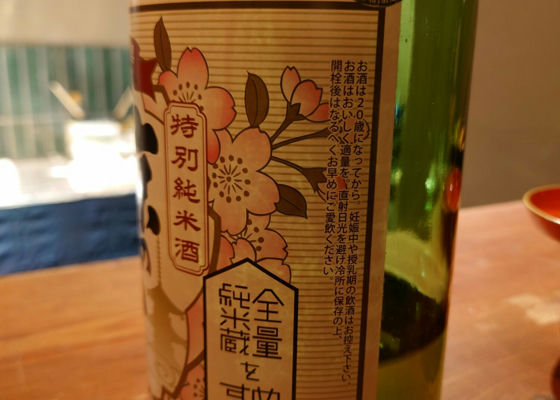 お酒は20歳になってから。妊娠中や授乳期の飲酒はお控え下さい。
お酒はおいしく適量を。直射日光を避け冷所に保存の上、
開栓後はなるべくお早めにご愛飲ください。
特別純米酒
全量
純米蔵
を
めざす